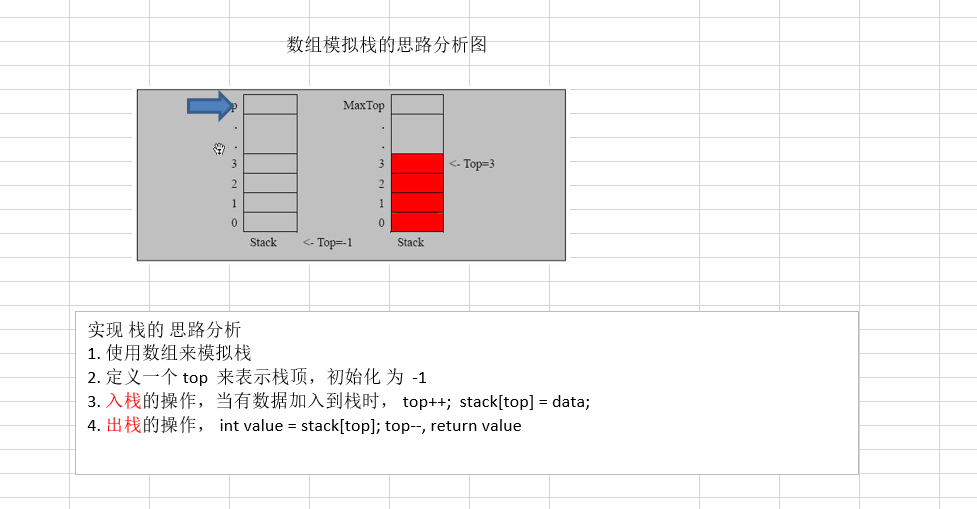 数组模拟栈的思路分析图
p MaxTop
. .
. .
3 3 <- Top=3
2 2
1 1
0 0
Stack <- Top=-1 Stack
实现 栈的 思路分析
1. 使用数组来模拟栈
2. 定义一个 top 来表示栈顶，初始化 为 -1
3. 入栈的操作，当有数据加入到栈时， top++; stack[top] = data;
4. 出栈的操作， int value = stack[top]; top--, return value